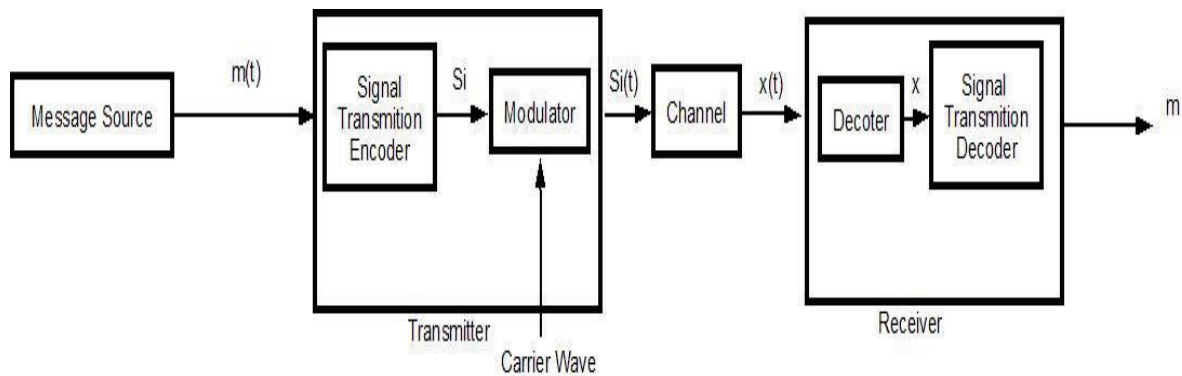 Message Source
m(t)
Signal
Transmition
Encoder
Si
Modulator
Transmitter
Carrier Wave
Si(t)
Channel
x(t)
Decoter
x
Signal
Transmition
Decoder
Receiver
m